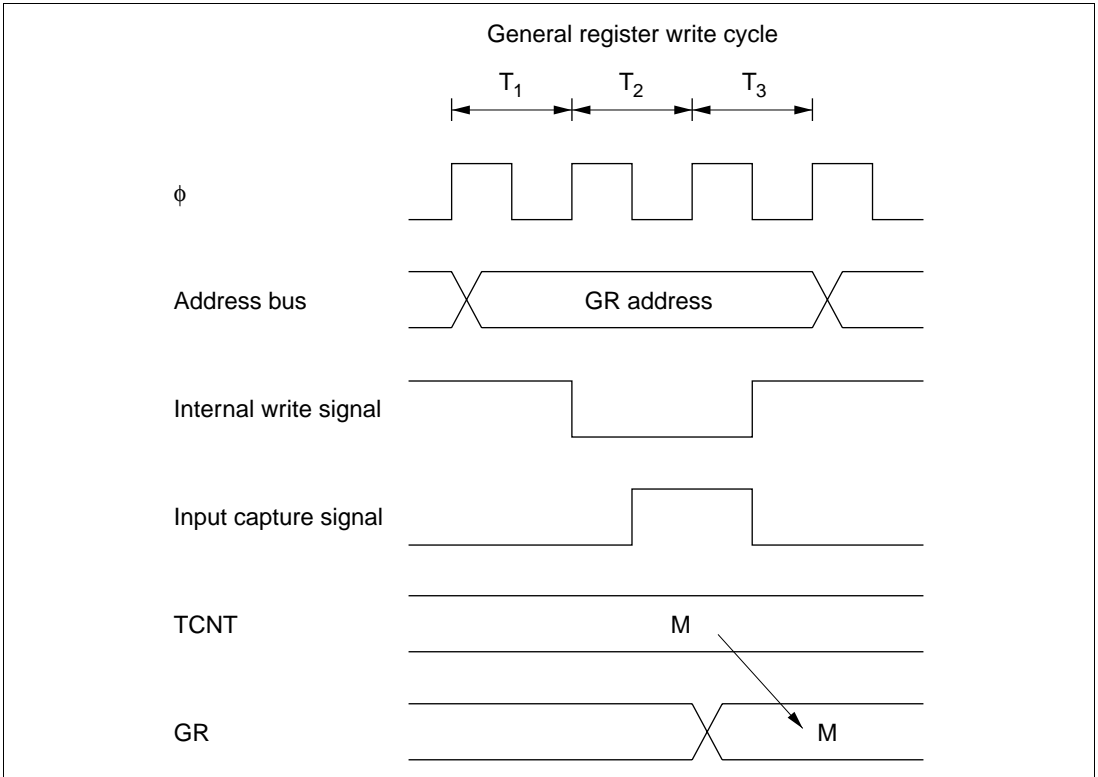 General register write cycle
T1 T2 T3
φ
Address bus
GR address
Internal write signal
Input capture signal
TCNT
M
GR
M